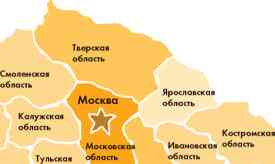 Тверская
область
Смоленская
область
Ярославская
область
Москва
Калужская
область
Костромская
область
Московская
область
Ивановская
область
Тульская